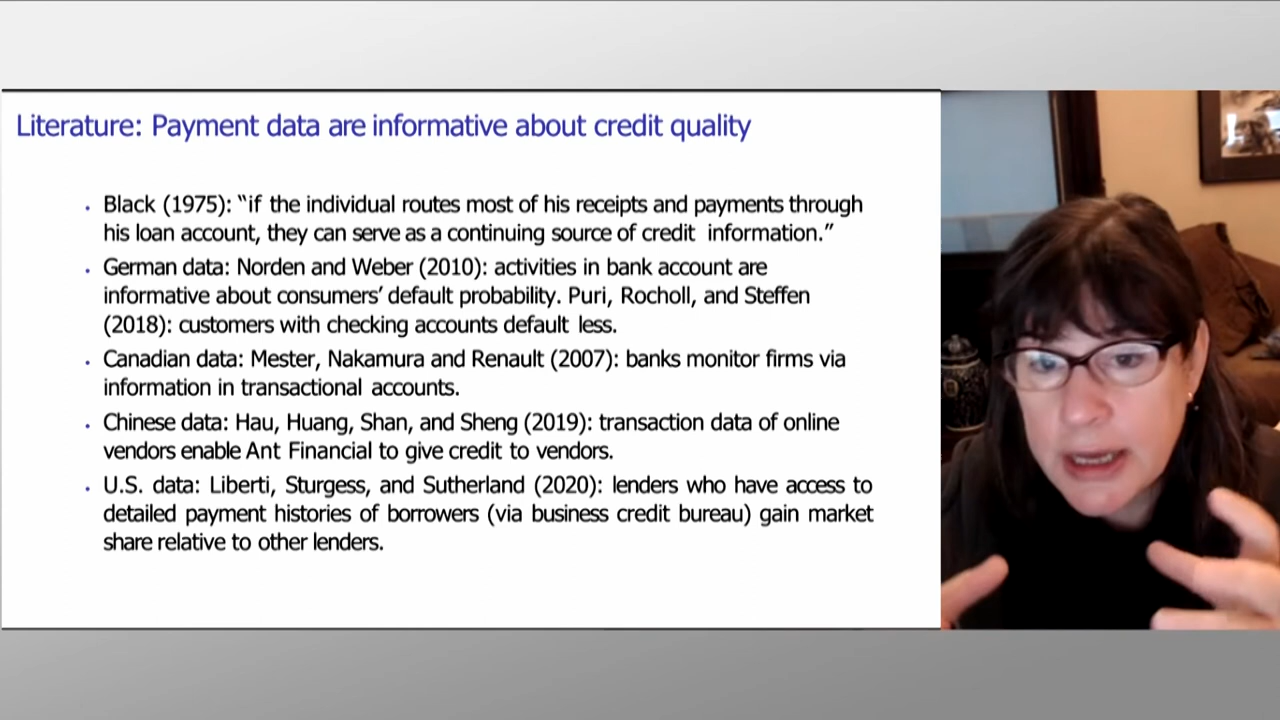 Literature: Payment data are informative about credit quality
Black (1975): “if the individual routes most of his receipts and payments through
his loan account, they can serve as a continuing source of credit information.”
German data: Norden and Weber (2010): activities in bank account are
informative about consumers’ default probability. Puri, Rocholl, and Steffen
(2018): customers with checking accounts default less.
Canadian data: Mester, Nakamura and Renault (2007): banks monitor firms via
information in transactional accounts.
Chinese data: Hau, Huang, Shan, and Sheng (2019): transaction data of online
vendors enable Ant Financial to give credit to vendors.
U.S. data: Liberti, Sturgess, and Sutherland (2020): lenders who have access to
detailed payment histories of borrowers (via business credit bureau) gain market
share relative to other lenders.